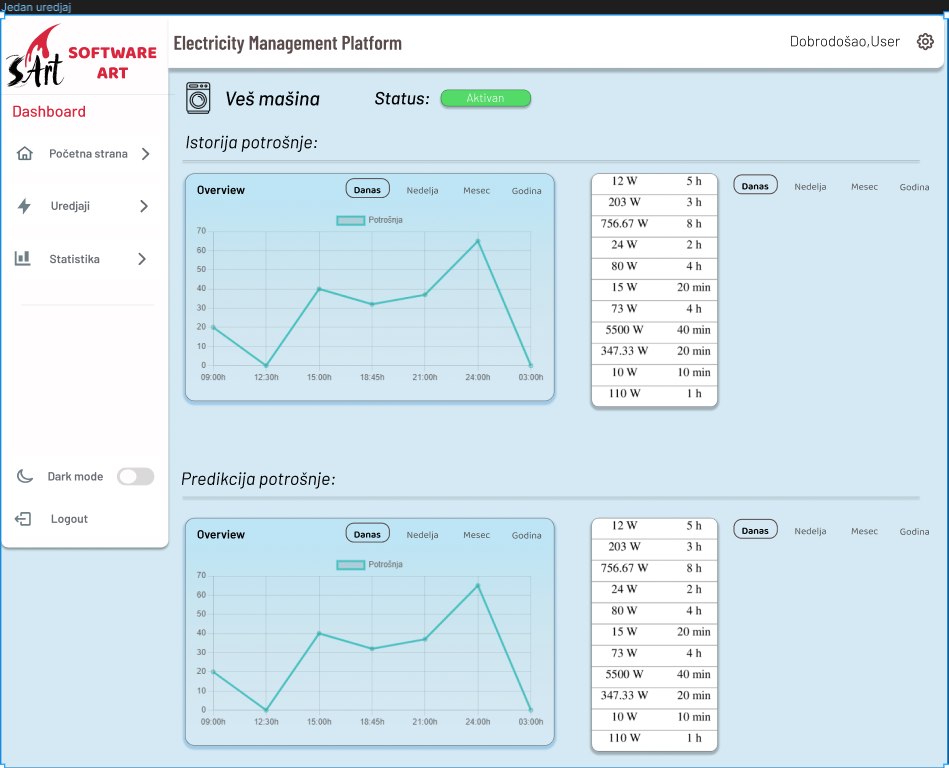 Jedan uredjaj
SArt SOFTWARE ART
Electricity Management Platform
Dobrodošao,User
Dashboard
Početna strana
Uredjaji
Statistika
Dark mode
Logout
Veš mašina
Status: Aktivan
Istorija potrošnje:
Overview Danas Nedelja Mesec Godina
Potrošnja
70
60
50
40
30
20
10
0
09:00h 12:30h 15:00h 18:45h 21:00h 24:00h 03:00h
12 W 5 h
203 W 3 h
756.67 W 8 h
24 W 2 h
80 W 4 h
15 W 20 min
73 W 4 h
5500 W 40 min
347.33 W 20 min
10 W 10 min
110 W 1 h
Danas Nedelja Mesec Godina
Predikcija potrošnje:
Overview Danas Nedelja Mesec Godina
Potrošnja
70
60
50
40
30
20
10
0
09:00h 12:30h 15:00h 18:45h 21:00h 24:00h 03:00h
12 W 5 h
203 W 3 h
756.67 W 8 h
24 W 2 h
80 W 4 h
15 W 20 min
73 W 4 h
5500 W 40 min
347.33 W 20 min
10 W 10 min
110 W 1 h
Danas Nedelja Mesec Godina